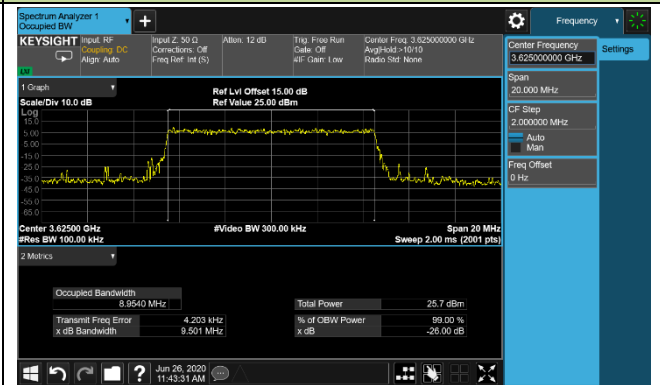 Spectrum Analyzer 1
Occupied BW
Frequency
KEYSIGHT
Input: RF
Coupling: DC
Align: Auto
Input Z: 50 Ω
Corrections: Off
Freq Ref: Int (S)
Atten: 12 dB
Trig: Free Run
Gate: Off
#IF Gain: Low
Center Freq: 3.625000000 GHz
Avg|Hold:>10/10
Radio Std: None
Center Frequency
3.625000000 GHz
Settings
Span
20.000 MHz
CF Step
2.000000 MHz
Auto
Man
Freq Offset
0 Hz
1 Graph
Scale/Div 10.0 dB
Ref Lvl Offset 15.00 dB
Ref Value 25.00 dBm
Log
15.0
5.00
-5.00
-15.0
-25.0
-35.0
-45.0
-55.0
-65.0
Center 3.62500 GHz
#Res BW 100.00 kHz
#Video BW 300.00 kHz
Span 20 MHz
Sweep 2.00 ms (2001 pts)
2 Metrics
Occupied Bandwidth
8.9540 MHz
Total Power 25.7 dBm
Transmit Freq Error 4.203 kHz
% of OBW Power 99.00 %
x dB Bandwidth 9.501 MHz
x dB -26.00 dB
Jun 26, 2020
11:43:31 AM